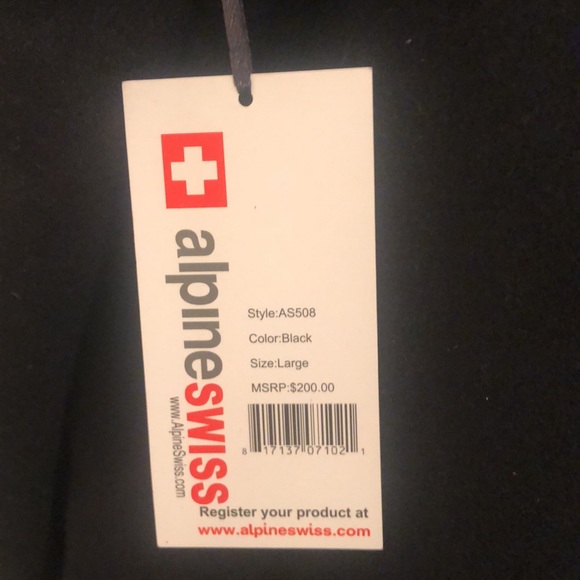 alpineswiss
www.AlpineSwiss.com
Style:AS508
Color:Black
Size:Large
MSRP:$200.00
8 17137 07102 1
Register your product at
www.alpineswiss.com